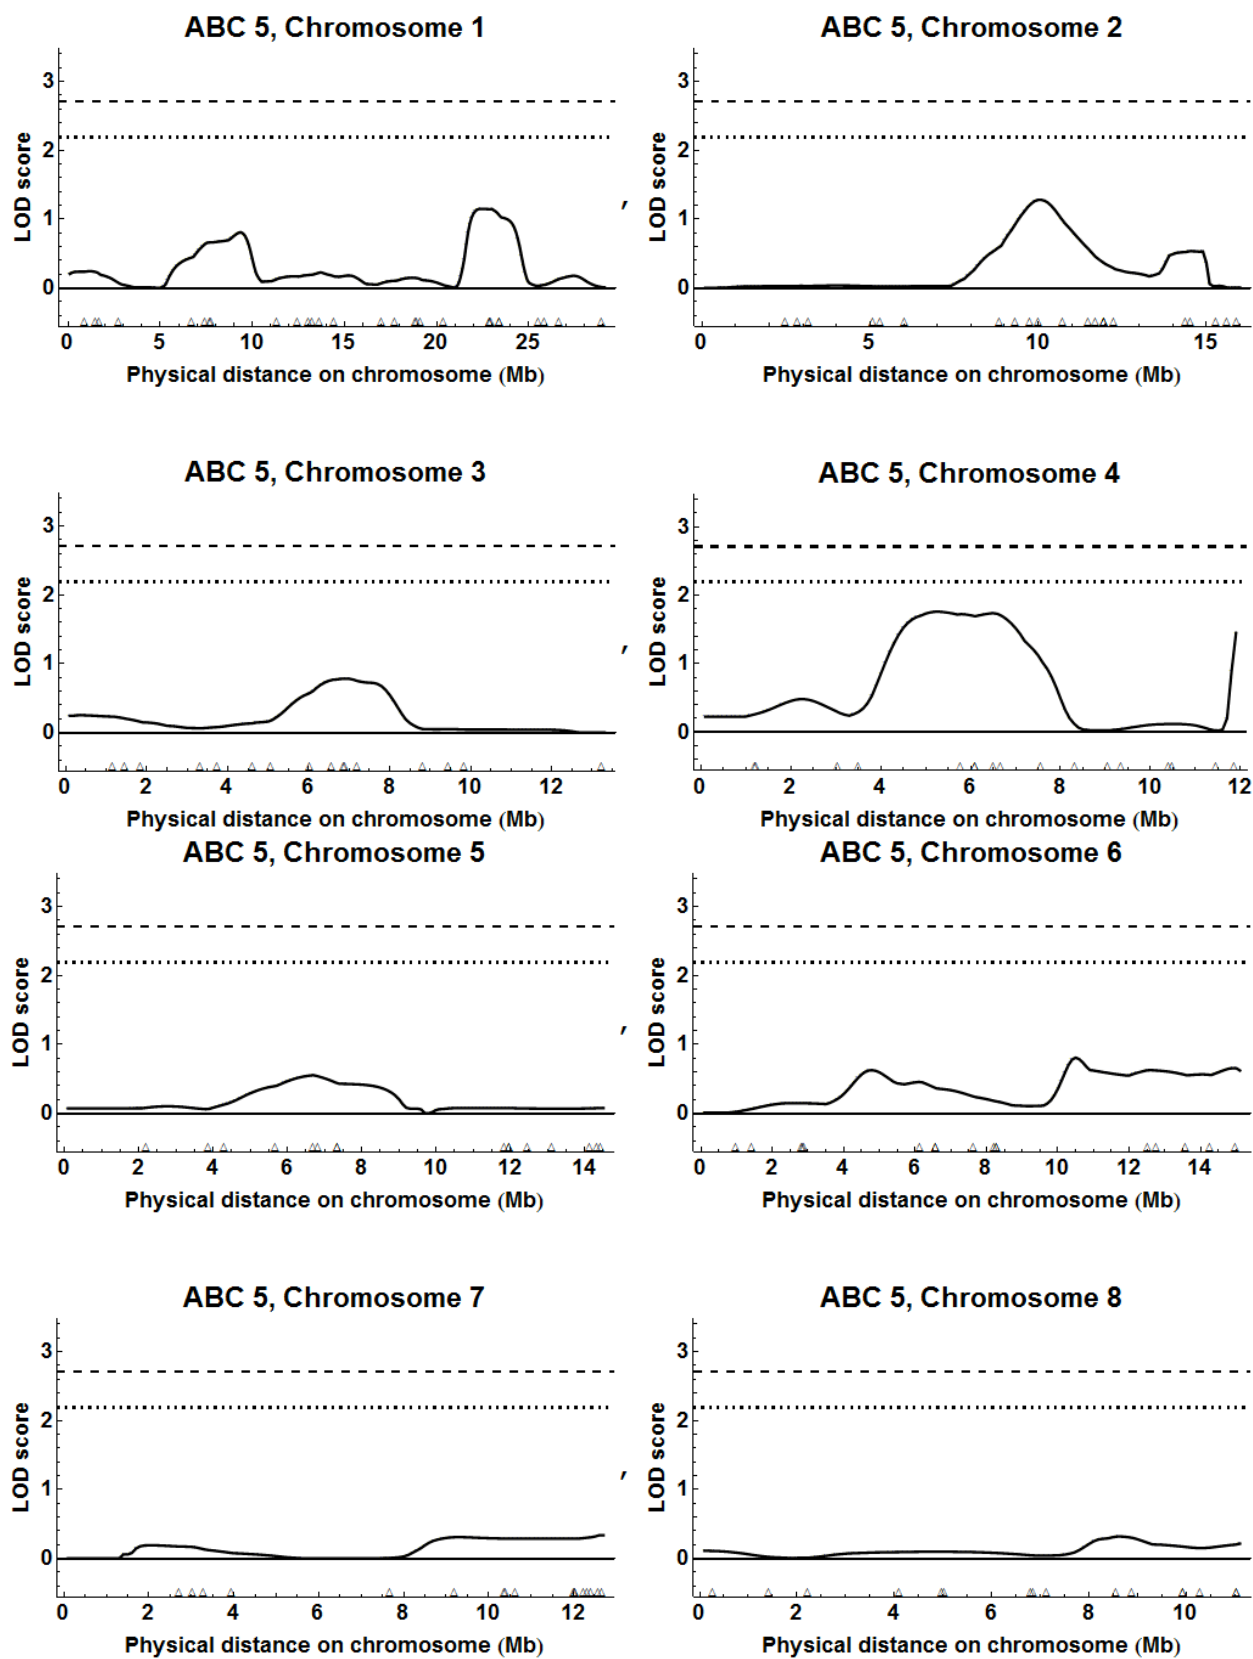 ABC 5, Chromosome 1
LOD score
3
2
1
0
0 5 10 15 20 25
Physical distance on chromosome (Mb)
,
ABC 5, Chromosome 2
LOD score
3
2
1
0
0 5 10 15
Physical distance on chromosome (Mb)
ABC 5, Chromosome 3
LOD score
3
2
1
0
0 2 4 6 8 10 12
Physical distance on chromosome (Mb)
,
ABC 5, Chromosome 4
LOD score
3
2
1
0
0 2 4 6 8 10 12
Physical distance on chromosome (Mb)
ABC 5, Chromosome 5
LOD score
3
2
1
0
0 2 4 6 8 10 12 14
Physical distance on chromosome (Mb)
,
ABC 5, Chromosome 6
LOD score
3
2
1
0
0 2 4 6 8 10 12 14
Physical distance on chromosome (Mb)
ABC 5, Chromosome 7
LOD score
3
2
1
0
0 2 4 6 8 10 12
Physical distance on chromosome (Mb)
,
ABC 5, Chromosome 8
LOD score
3
2
1
0
0 2 4 6 8 10
Physical distance on chromosome (Mb)